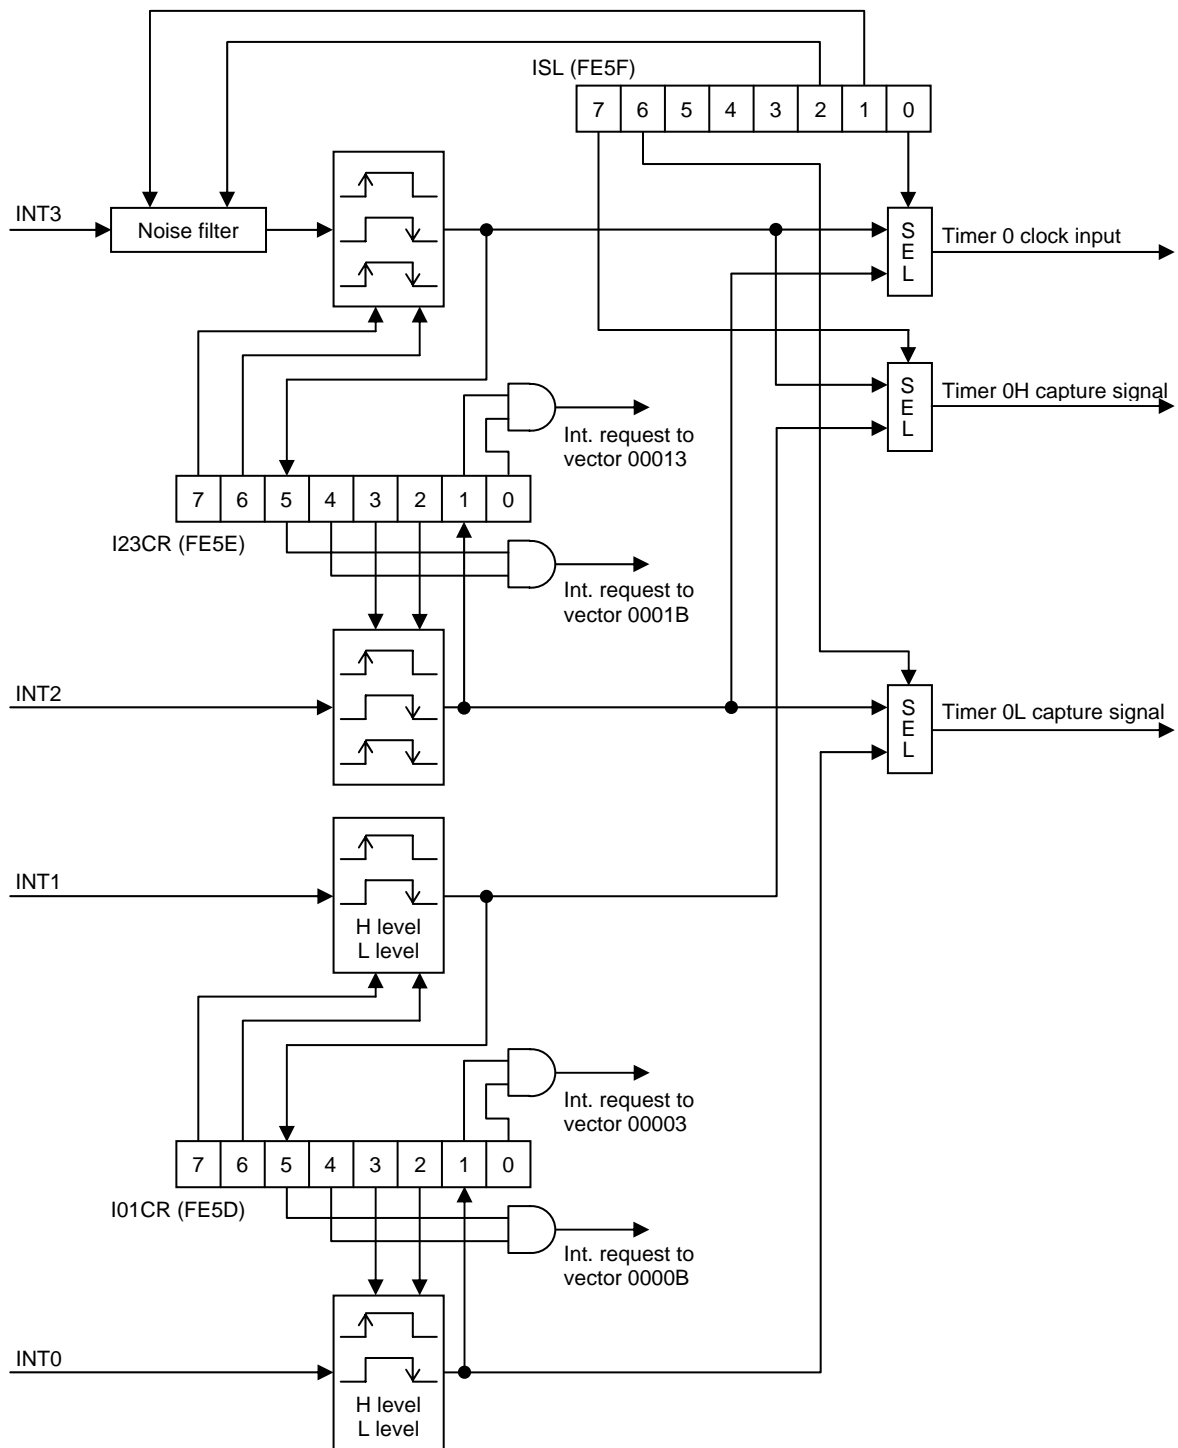 ISL (FE5F)
7 6 5 4 3 2 1 0
INT3
Noise filter
SEL
Timer 0 clock input
SEL
Timer 0H capture signal
Int. request to
vector 00013
7 6 5 4 3 2 1 0
I23CR (FE5E)
Int. request to
vector 0001B
INT2
SEL
Timer 0L capture signal
INT1
H level
L level
Int. request to
vector 00003
7 6 5 4 3 2 1 0
I01CR (FE5D)
Int. request to
vector 0000B
INT0
H level
L level